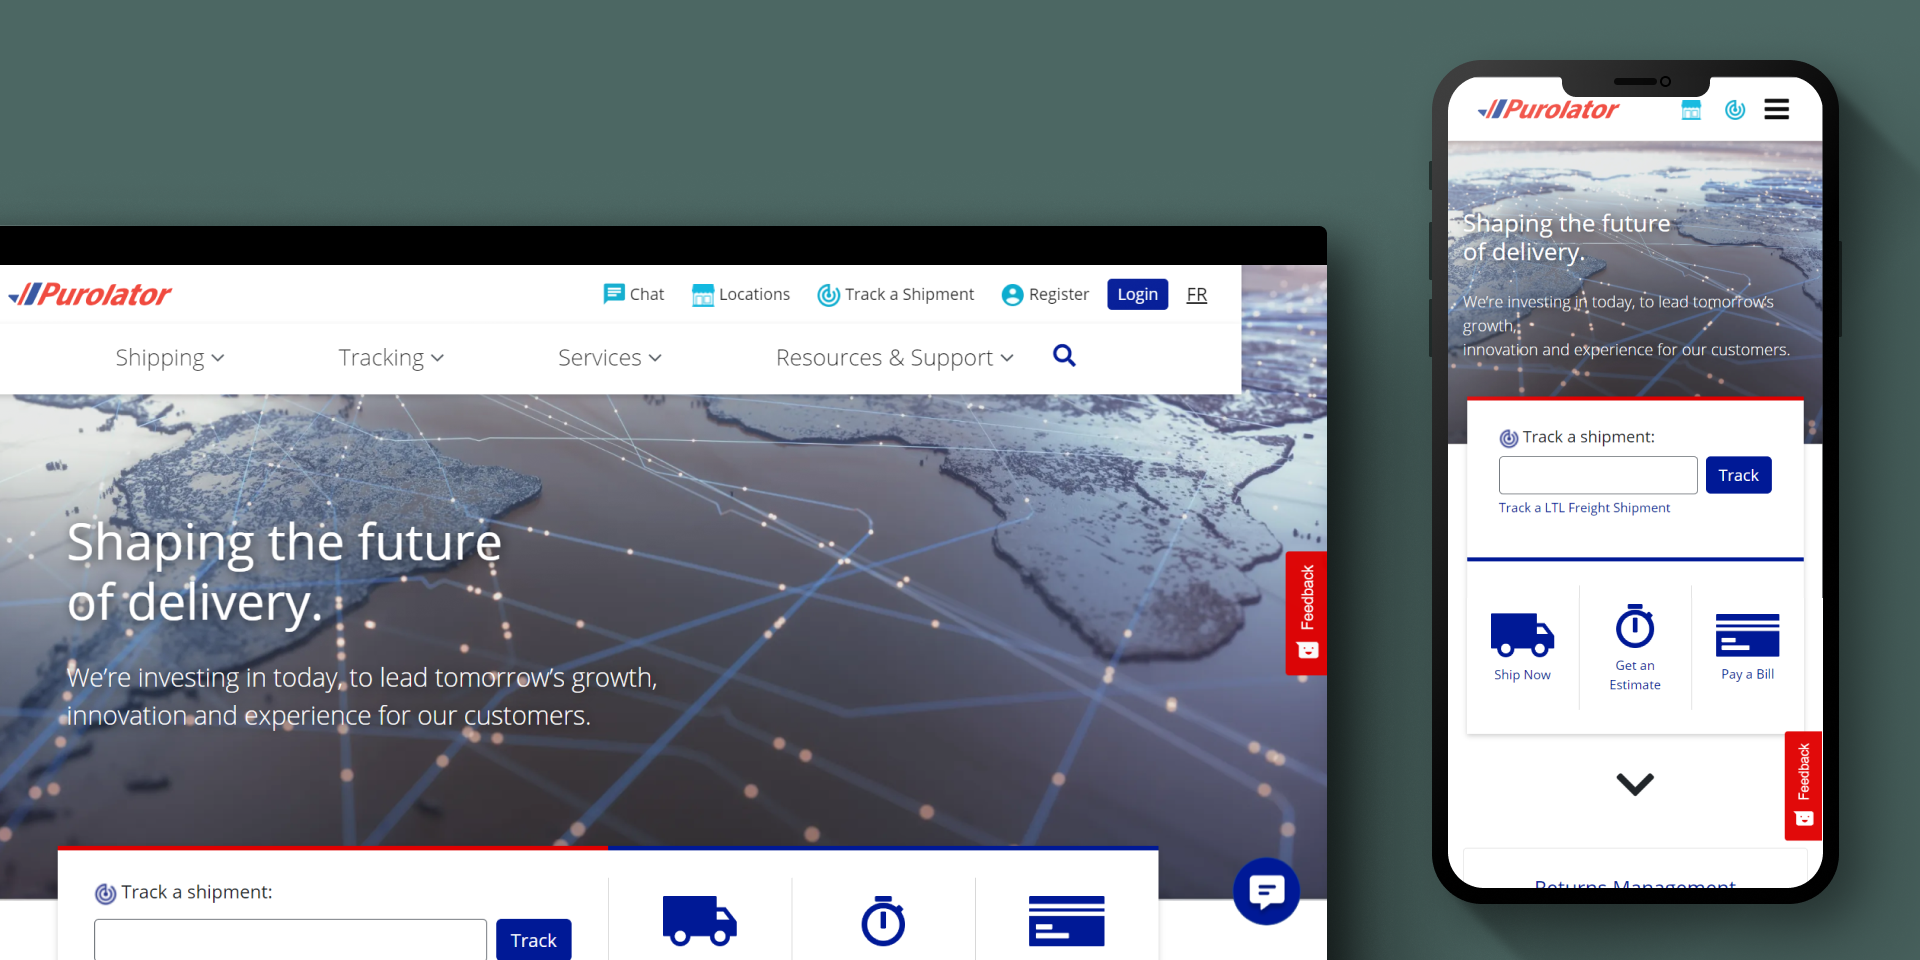 Purolator
Chat
Locations
Track a Shipment
Register
Login
FR
Shipping
Tracking
Services
Resources & Support
Shaping the future
of delivery.
We’re investing in today, to lead tomorrow’s growth,
innovation and experience for our customers.
Feedback
Track a shipment:
Track
Purolator
Shaping the future
of delivery.
We’re investing in today, to lead tomorrow’s
growth,
innovation and experience for our customers.
Track a shipment:
Track
Track a LTL Freight Shipment
Ship Now
Get an
Estimate
Pay a Bill
Feedback
Returns Management